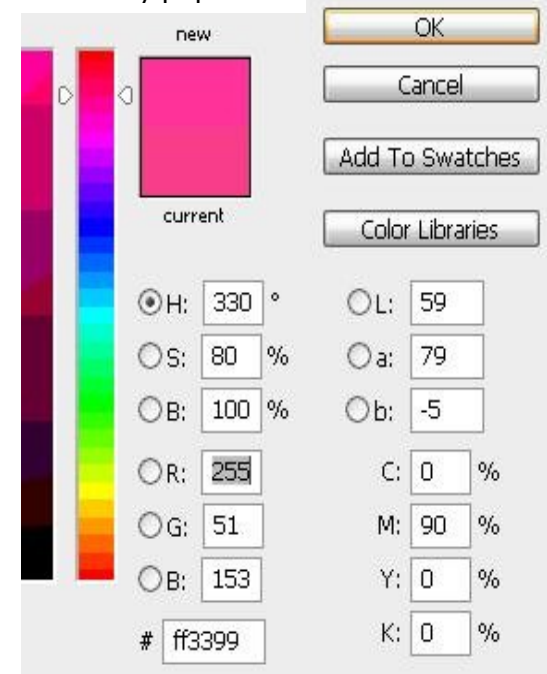 new
OK
Cancel
Add To Swatches
current
Color Libraries
H: 330 °
L: 59
S: 80 %
a: 79
B: 100 %
b: -5
R: 255
C: 0 %
G: 51
M: 90 %
B: 153
Y: 0 %
# ff3399
K: 0 %